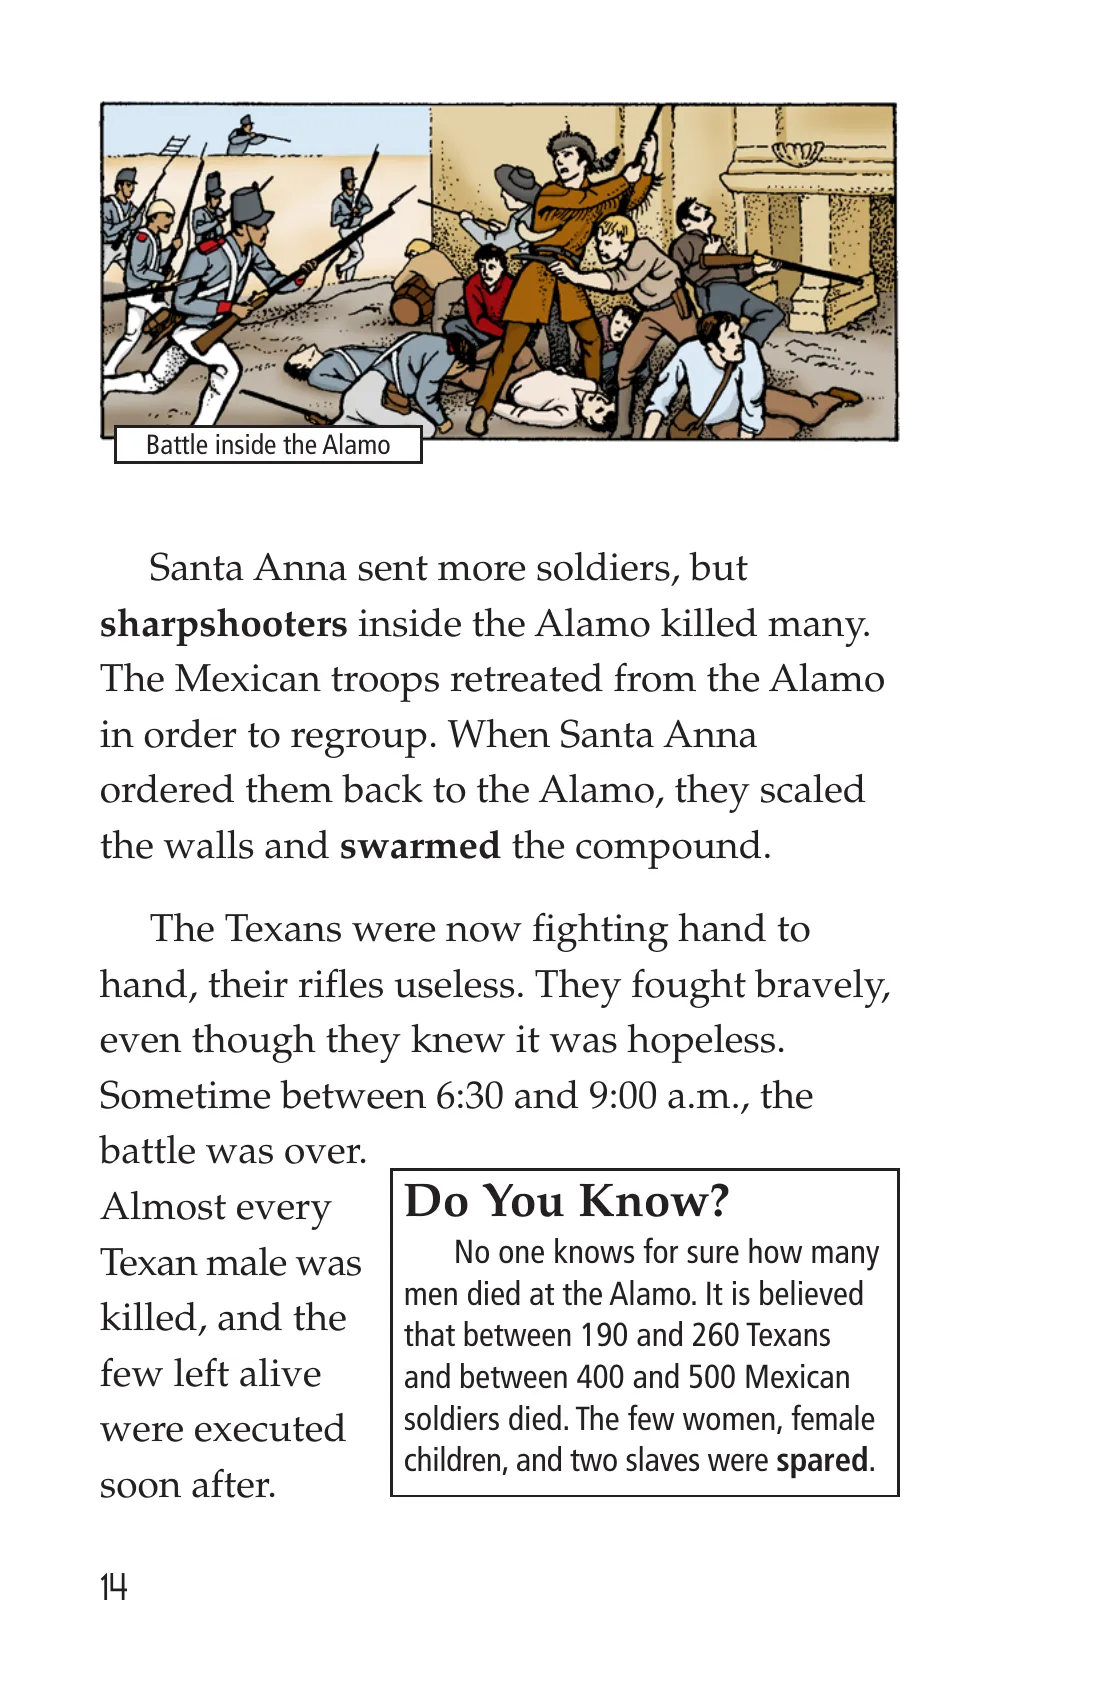 Battle inside the Alamo
Santa Anna sent more soldiers, but
sharpshooters inside the Alamo killed many.
The Mexican troops retreated from the Alamo
in order to regroup. When Santa Anna
ordered them back to the Alamo, they scaled
the walls and swarmed the compound.
The Texans were now fighting hand to
hand, their rifles useless. They fought bravely,
even though they knew it was hopeless.
Sometime between 6:30 and 9:00 a.m., the
battle was over.
Almost every
Texan male was
killed, and the
few left alive
were executed
soon after.
Do You Know?
No one knows for sure how many
men died at the Alamo. It is believed
that between 190 and 260 Texans
and between 400 and 500 Mexican
soldiers died. The few women, female
children, and two slaves were spared.
14